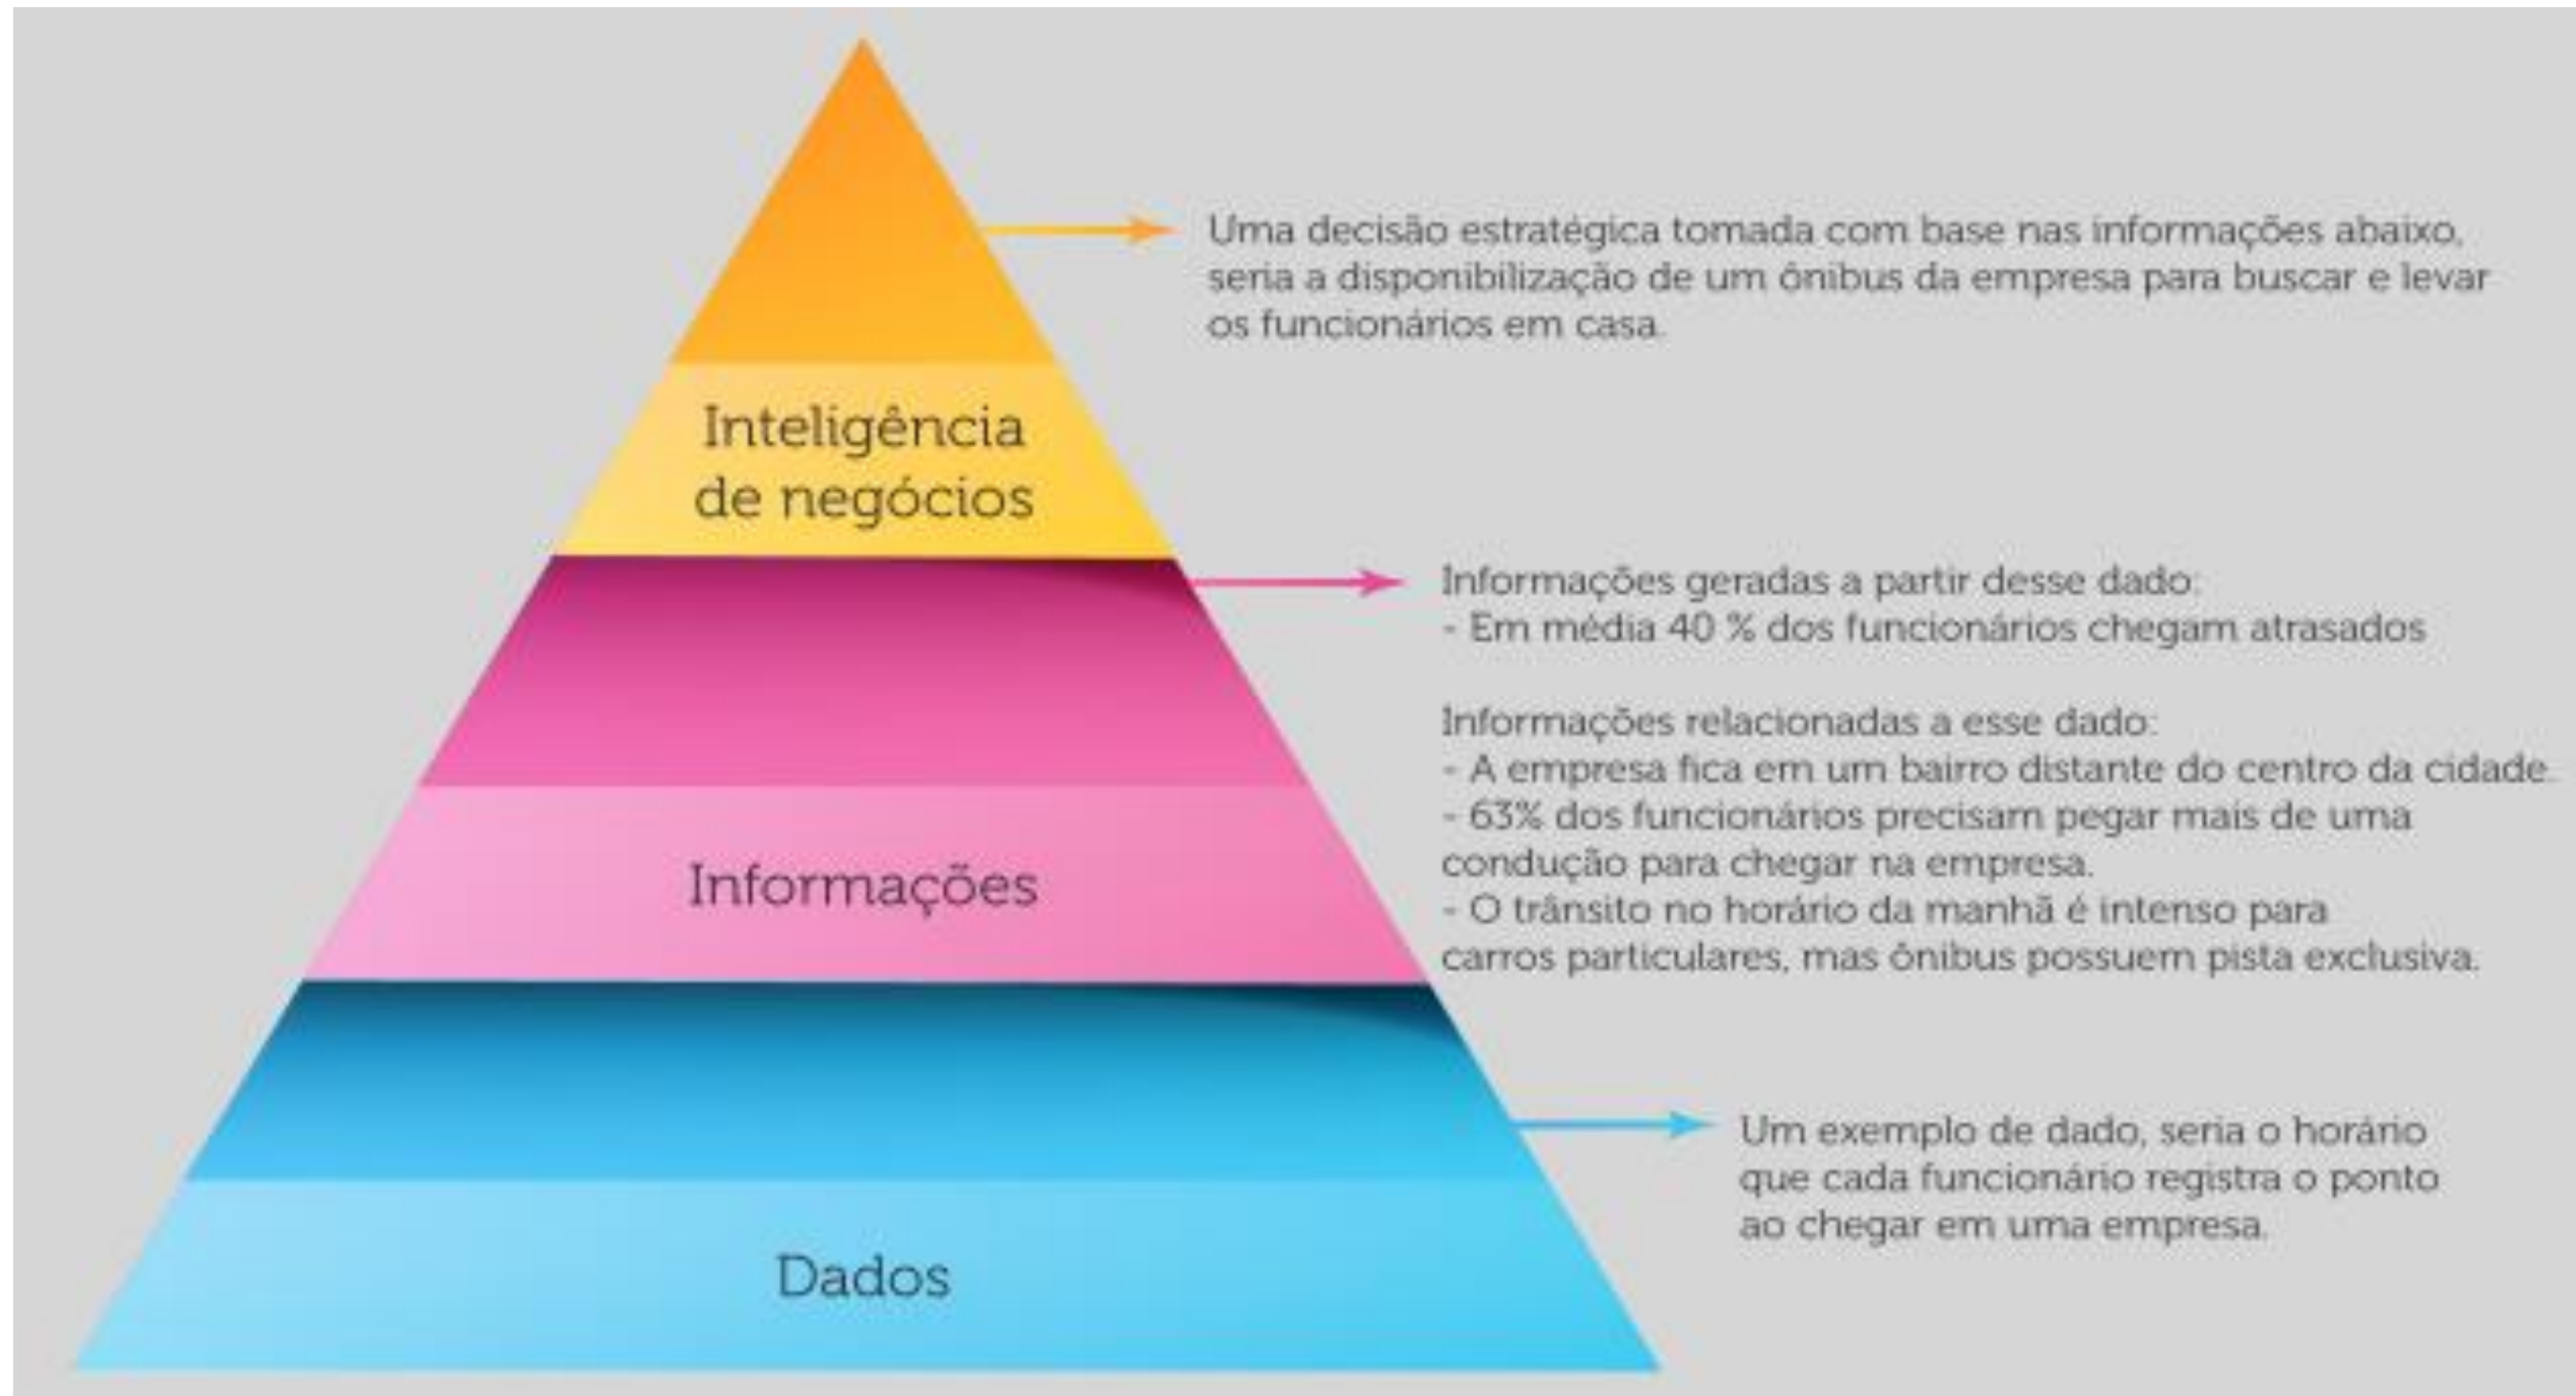 Uma decisão estratégica tomada com base nas informações abaixo,
seria a disponibilização de um ônibus da empresa para buscar e levar
os funcionários em casa.
Inteligência
de negócios
Informações geradas a partir desse dado:
- Em média 40 % dos funcionários chegam atrasados
Informações relacionadas a esse dado:
- A empresa fica em um bairro distante do centro da cidade.
- 63% dos funcionários precisam pegar mais de uma
condução para chegar na empresa.
- O trânsito no horário da manhã é intenso para
carros particulares, mas ônibus possuem pista exclusiva.
Informações
Um exemplo de dado, seria o horário
que cada funcionário registra o ponto
ao chegar em uma empresa.
Dados